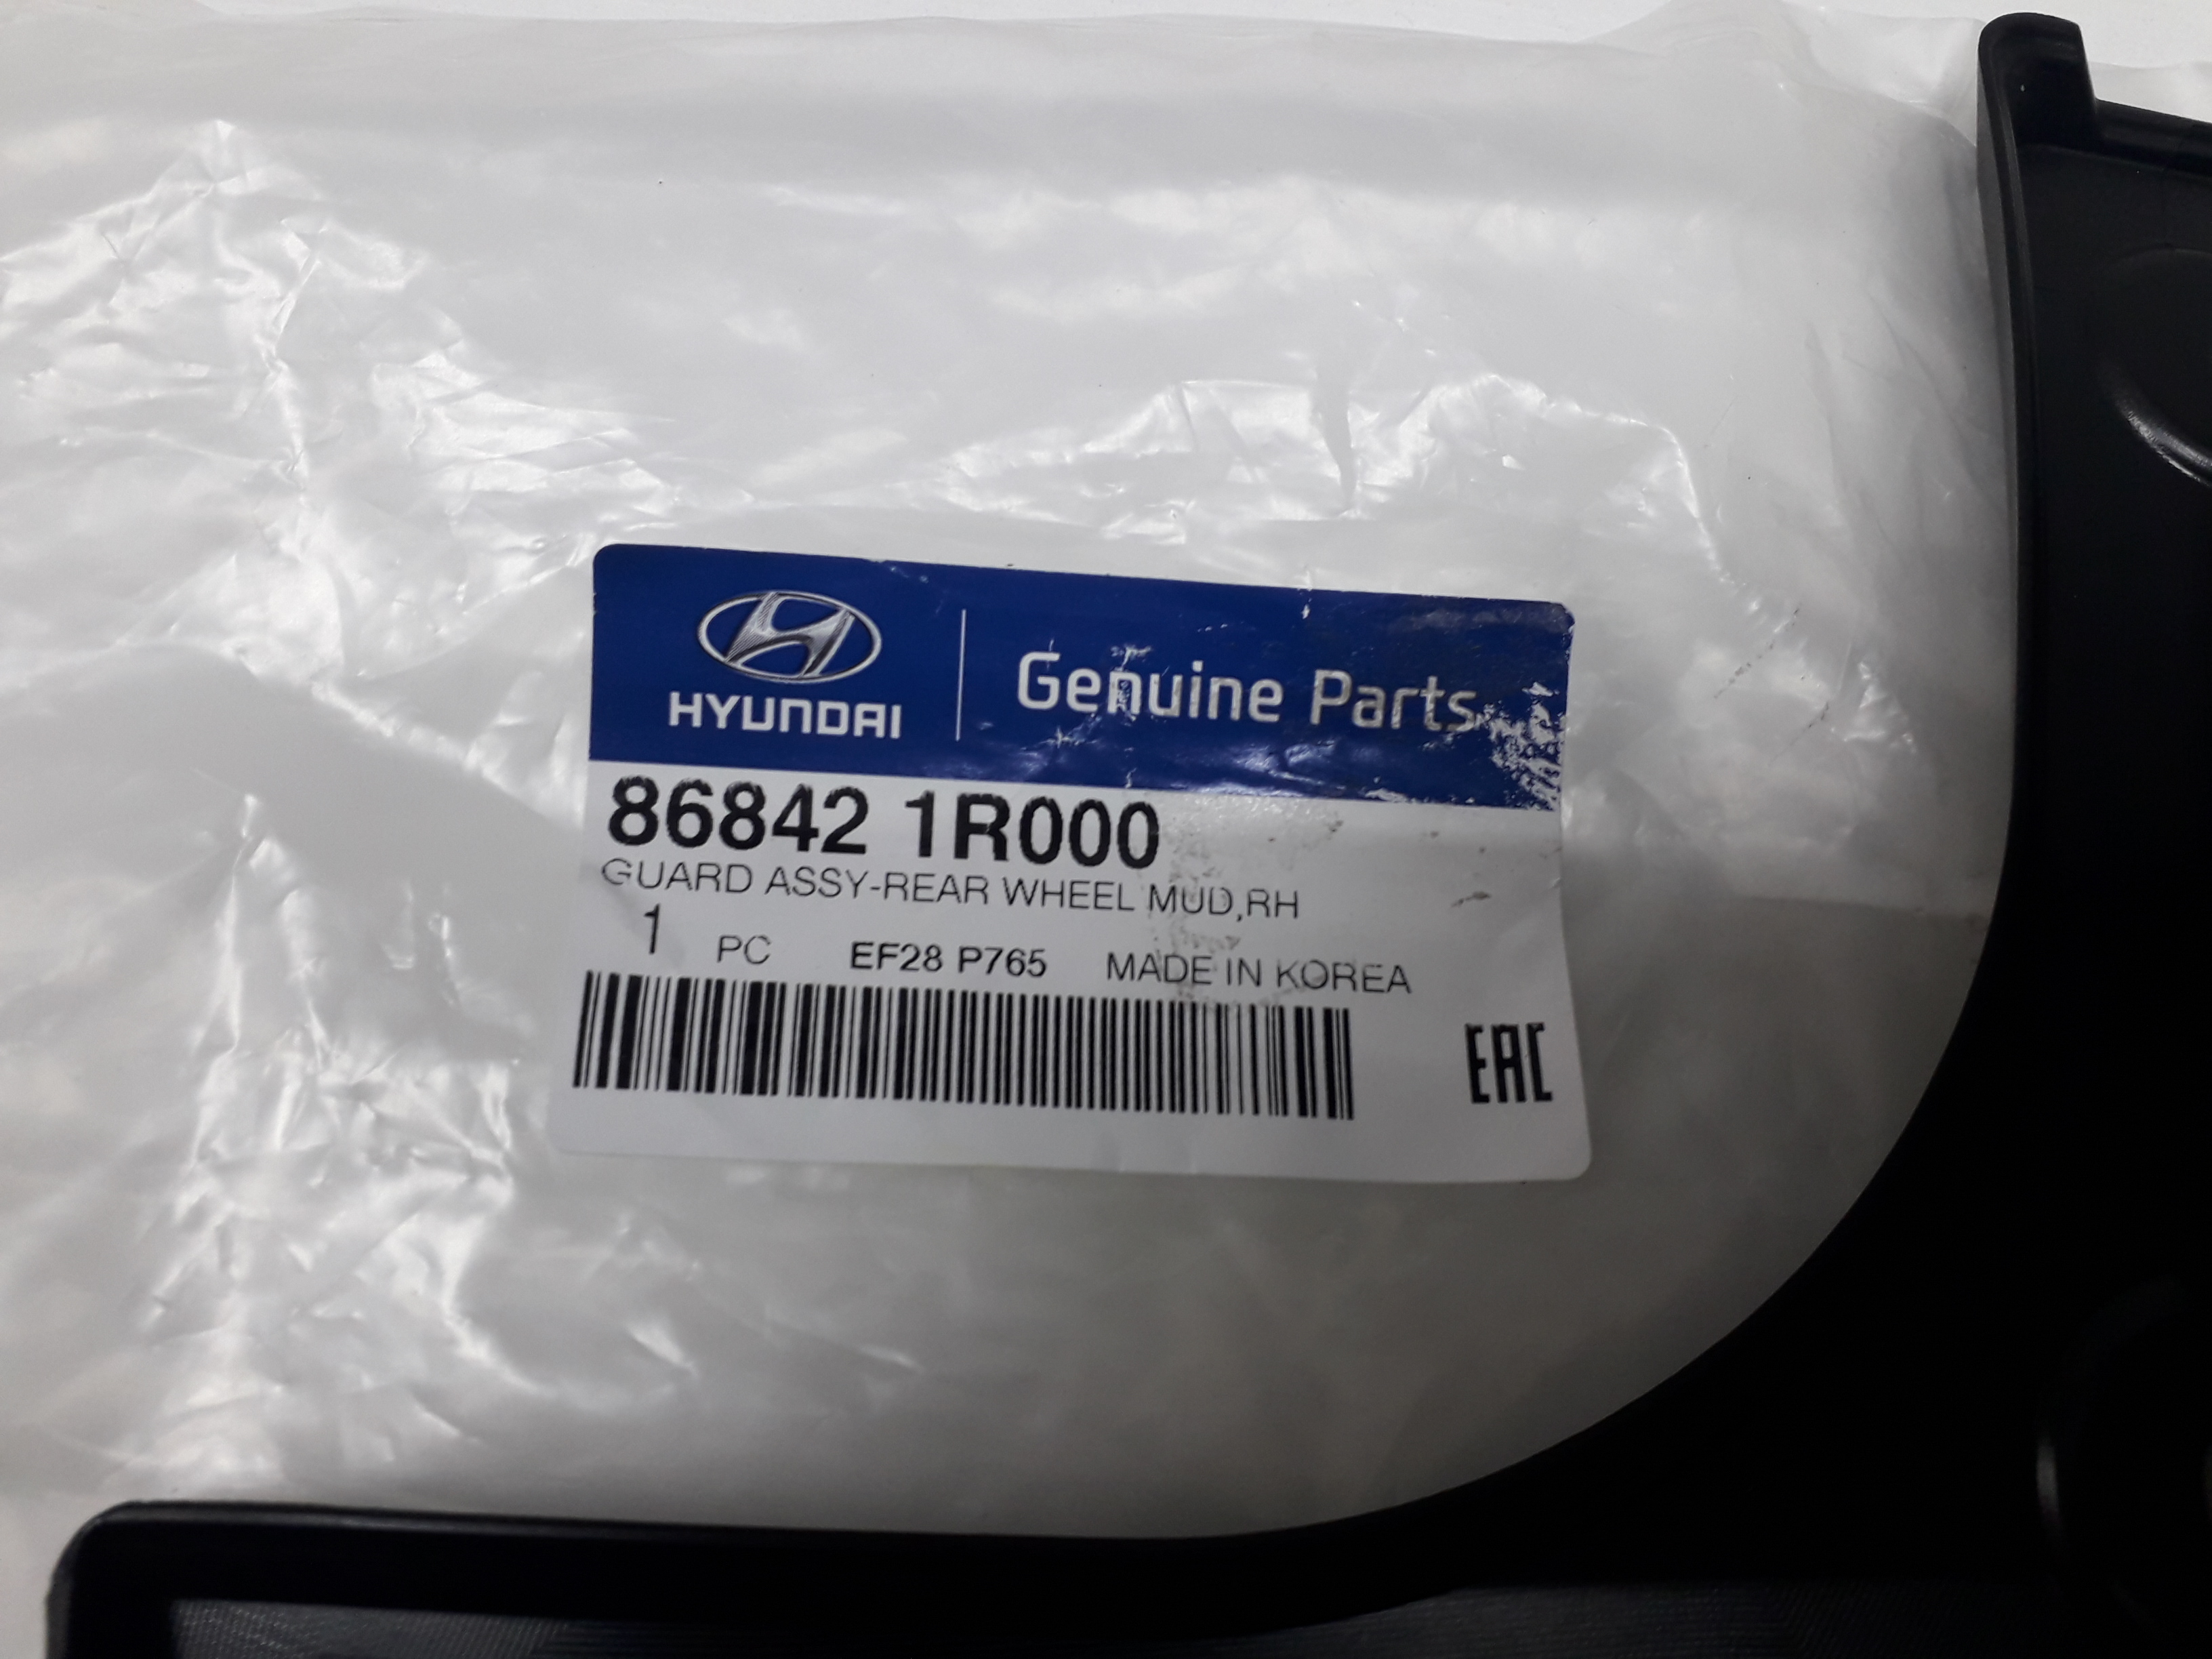 HYUNDAI
Genuine Parts
86842 1R000
GUARD ASSY-REAR WHEEL MUD,RH
1 PC EF28 P765 MADE IN KOREA
EAC